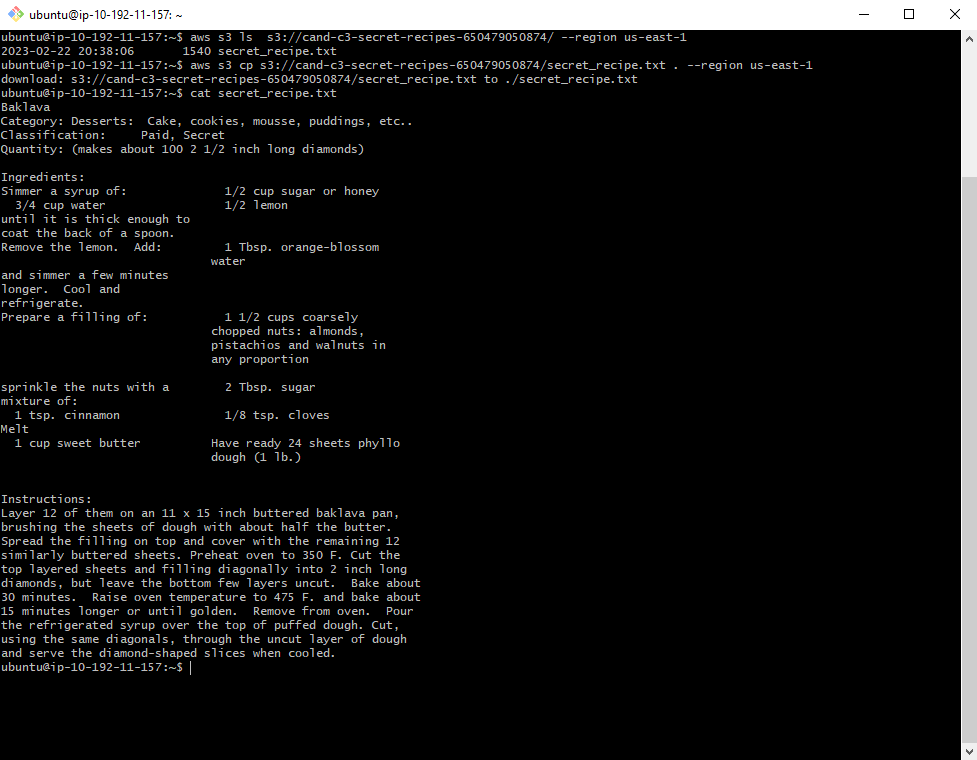 ubuntu@ip-10-192-11-157: ~
ubuntu@ip-10-192-11-157:~$ aws s3 ls  s3://cand-c3-secret-recipes-650479050874/ --region us-east-1
2023-02-22 20:38:06       1540 secret_recipe.txt
ubuntu@ip-10-192-11-157:~$ aws s3 cp s3://cand-c3-secret-recipes-650479050874/secret_recipe.txt . --region us-east-1
download: s3://cand-c3-secret-recipes-650479050874/secret_recipe.txt to ./secret_recipe.txt
ubuntu@ip-10-192-11-157:~$ cat secret_recipe.txt
Baklava
Category: Desserts:  Cake, cookies, mousse, puddings, etc..
Classification:     Paid, Secret
Quantity: (makes about 100 2 1/2 inch long diamonds)

Ingredients:
Simmer a syrup of:              1/2 cup sugar or honey
  3/4 cup water                 1/2 lemon
until it is thick enough to
coat the back of a spoon.
Remove the lemon.  Add:         1 Tbsp. orange-blossom
                              water
and simmer a few minutes
longer.  Cool and
refrigerate.
Prepare a filling of:           1 1/2 cups coarsely
                              chopped nuts: almonds,
                              pistachios and walnuts in
                              any proportion

sprinkle the nuts with a        2 Tbsp. sugar
mixture of:
  1 tsp. cinnamon               1/8 tsp. cloves
Melt
  1 cup sweet butter          Have ready 24 sheets phyllo
                              dough (1 lb.)

Instructions:
Layer 12 of them on an 11 x 15 inch buttered baklava pan,
brushing the sheets of dough with about half the butter.
Spread the filling on top and cover with the remaining 12
similarly buttered sheets. Preheat oven to 350 F. Cut the
top layered sheets and filling diagonally into 2 inch long
diamonds, but leave the bottom few layers uncut.  Bake about
30 minutes.  Raise oven temperature to 475 F. and bake about
15 minutes longer or until golden.  Remove from oven.  Pour
the refrigerated syrup over the top of puffed dough. Cut,
using the same diagonals, through the uncut layer of dough
and serve the diamond-shaped slices when cooled.
ubuntu@ip-10-192-11-157:~$